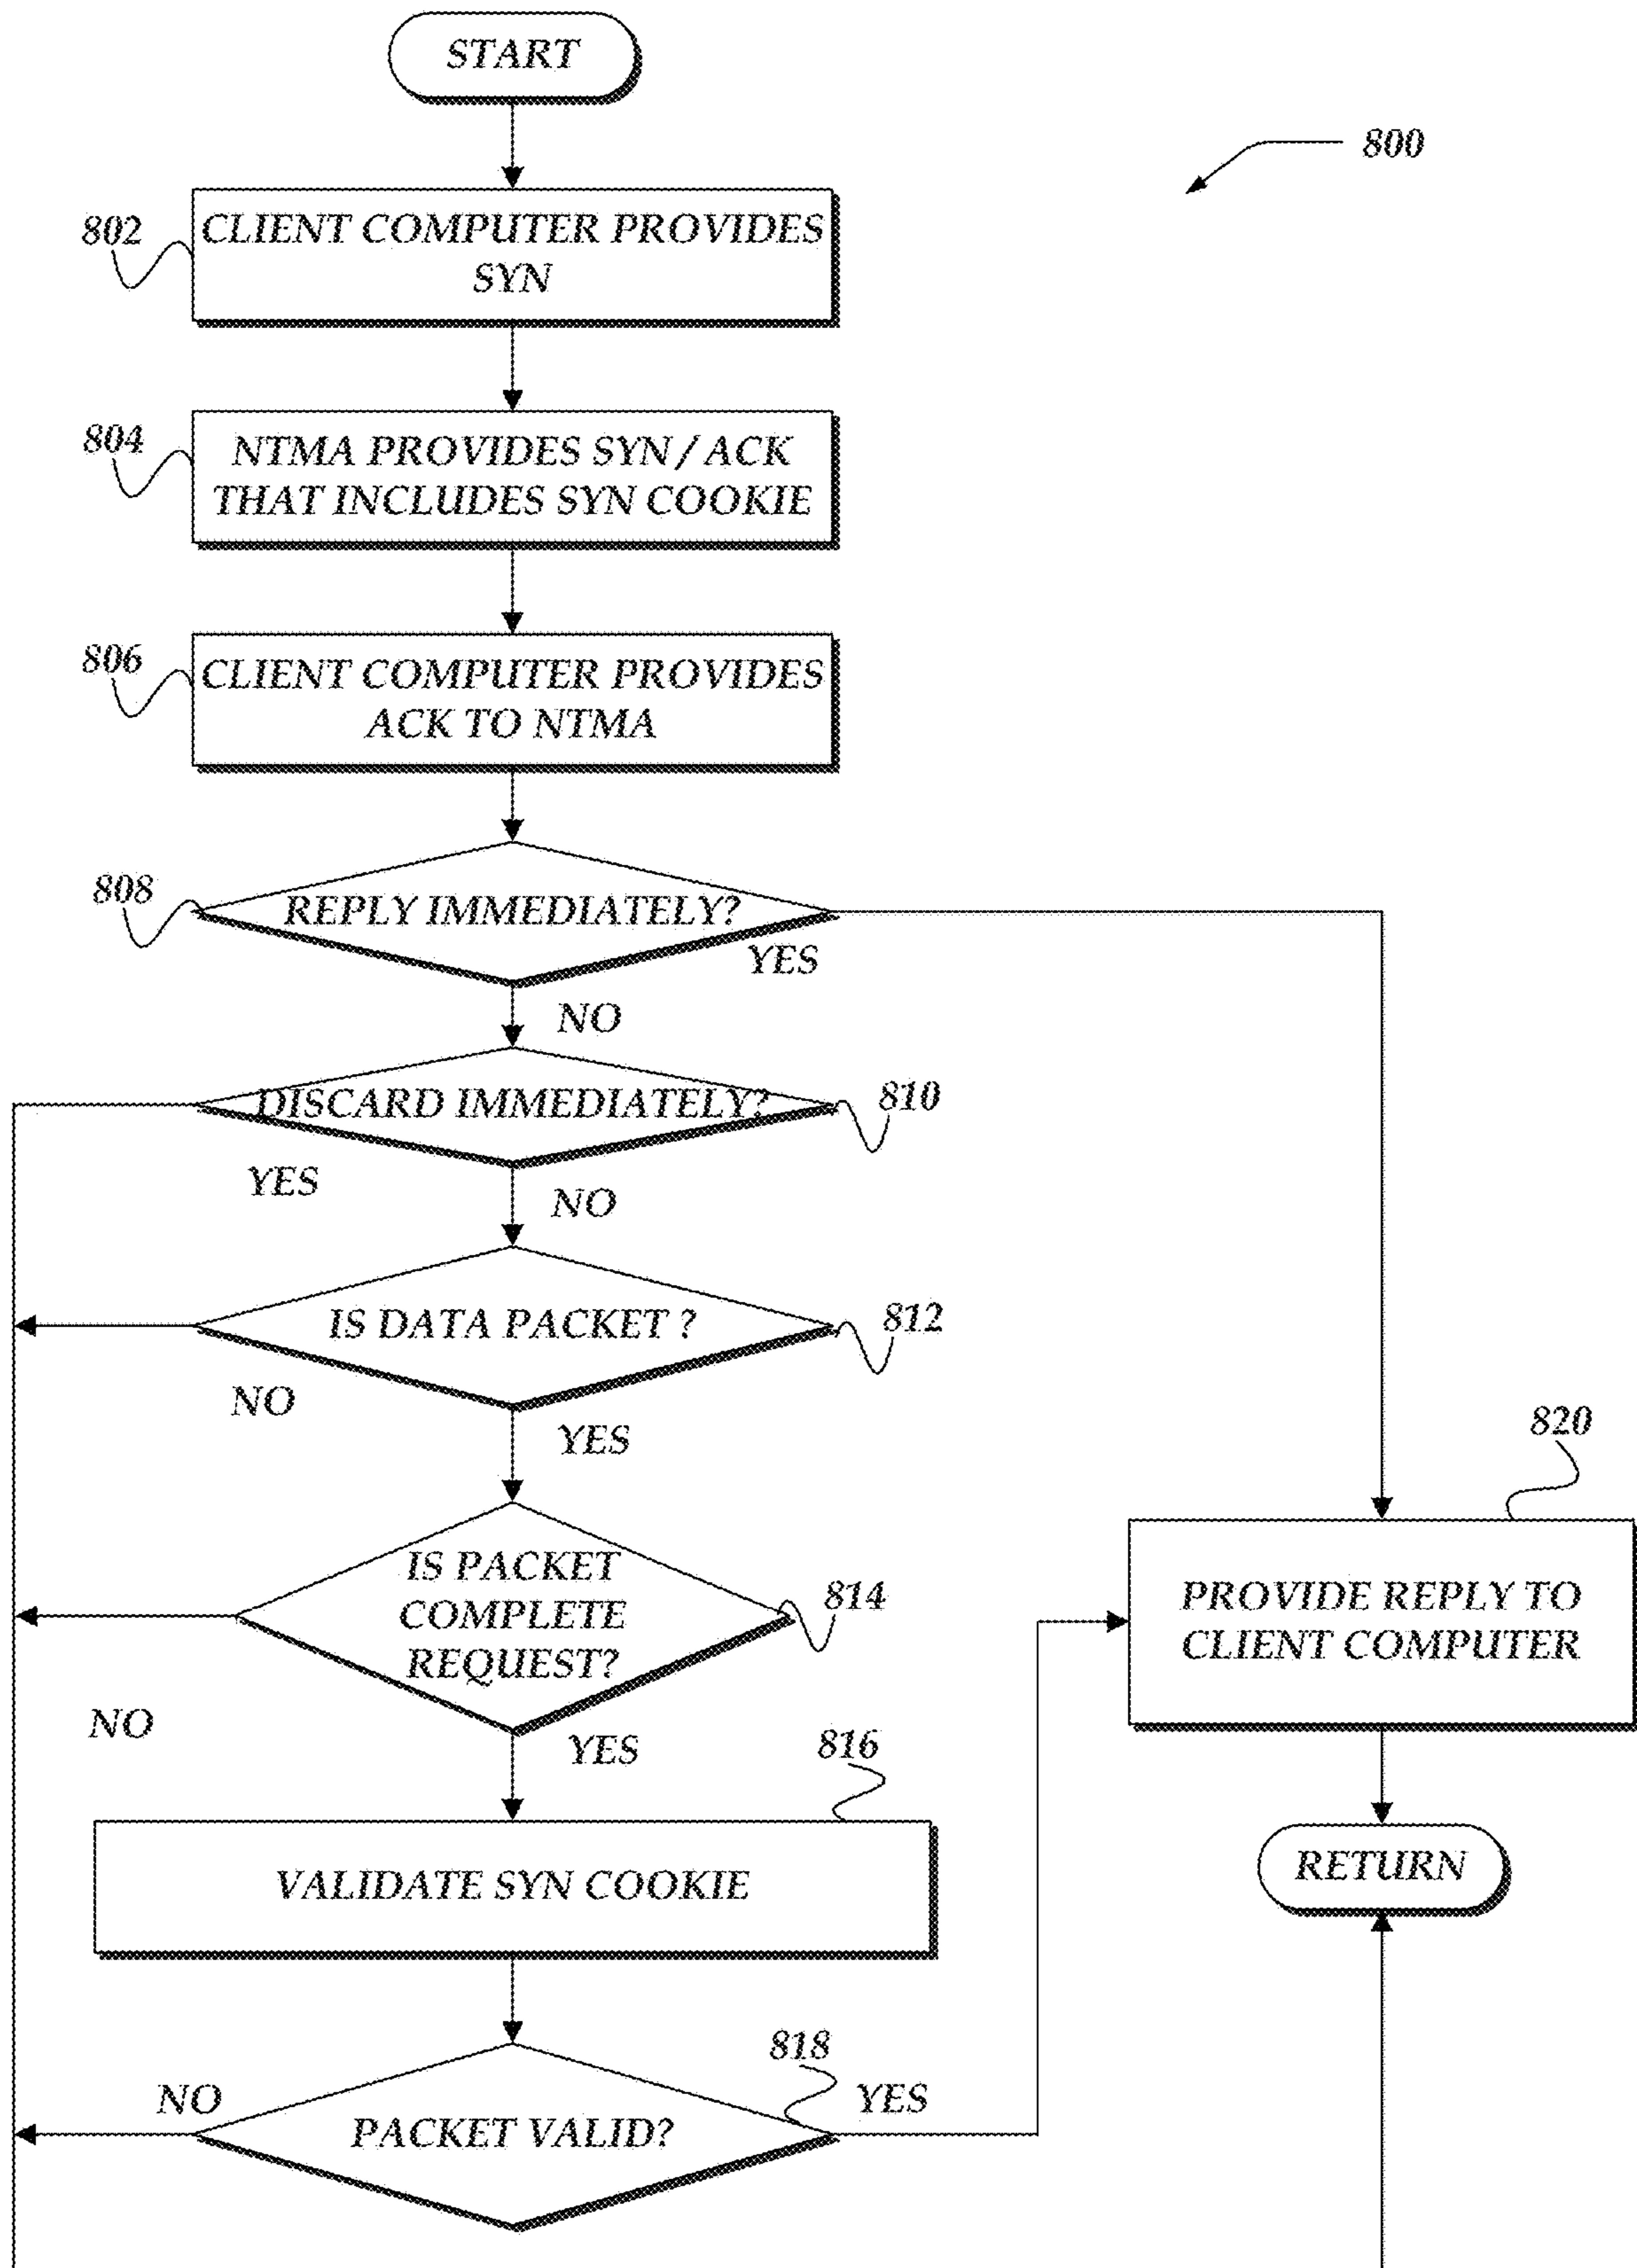 START
800
802
CLIENT COMPUTER PROVIDES
SYN
804
NTMA PROVIDES SYN / ACK
THAT INCLUDES SYN COOKIE
806
CLIENT COMPUTER PROVIDES
ACK TO NTMA
808
REPLY IMMEDIATELY?
YES
NO
DISCARD IMMEDIATELY?
810
YES
NO
IS DATA PACKET ?
812
NO
YES
820
IS PACKET
COMPLETE
REQUEST?
814
PROVIDE REPLY TO
CLIENT COMPUTER
NO
YES
816
VALIDATE SYN COOKIE
RETURN
818
NO
YES
PACKET VALID?